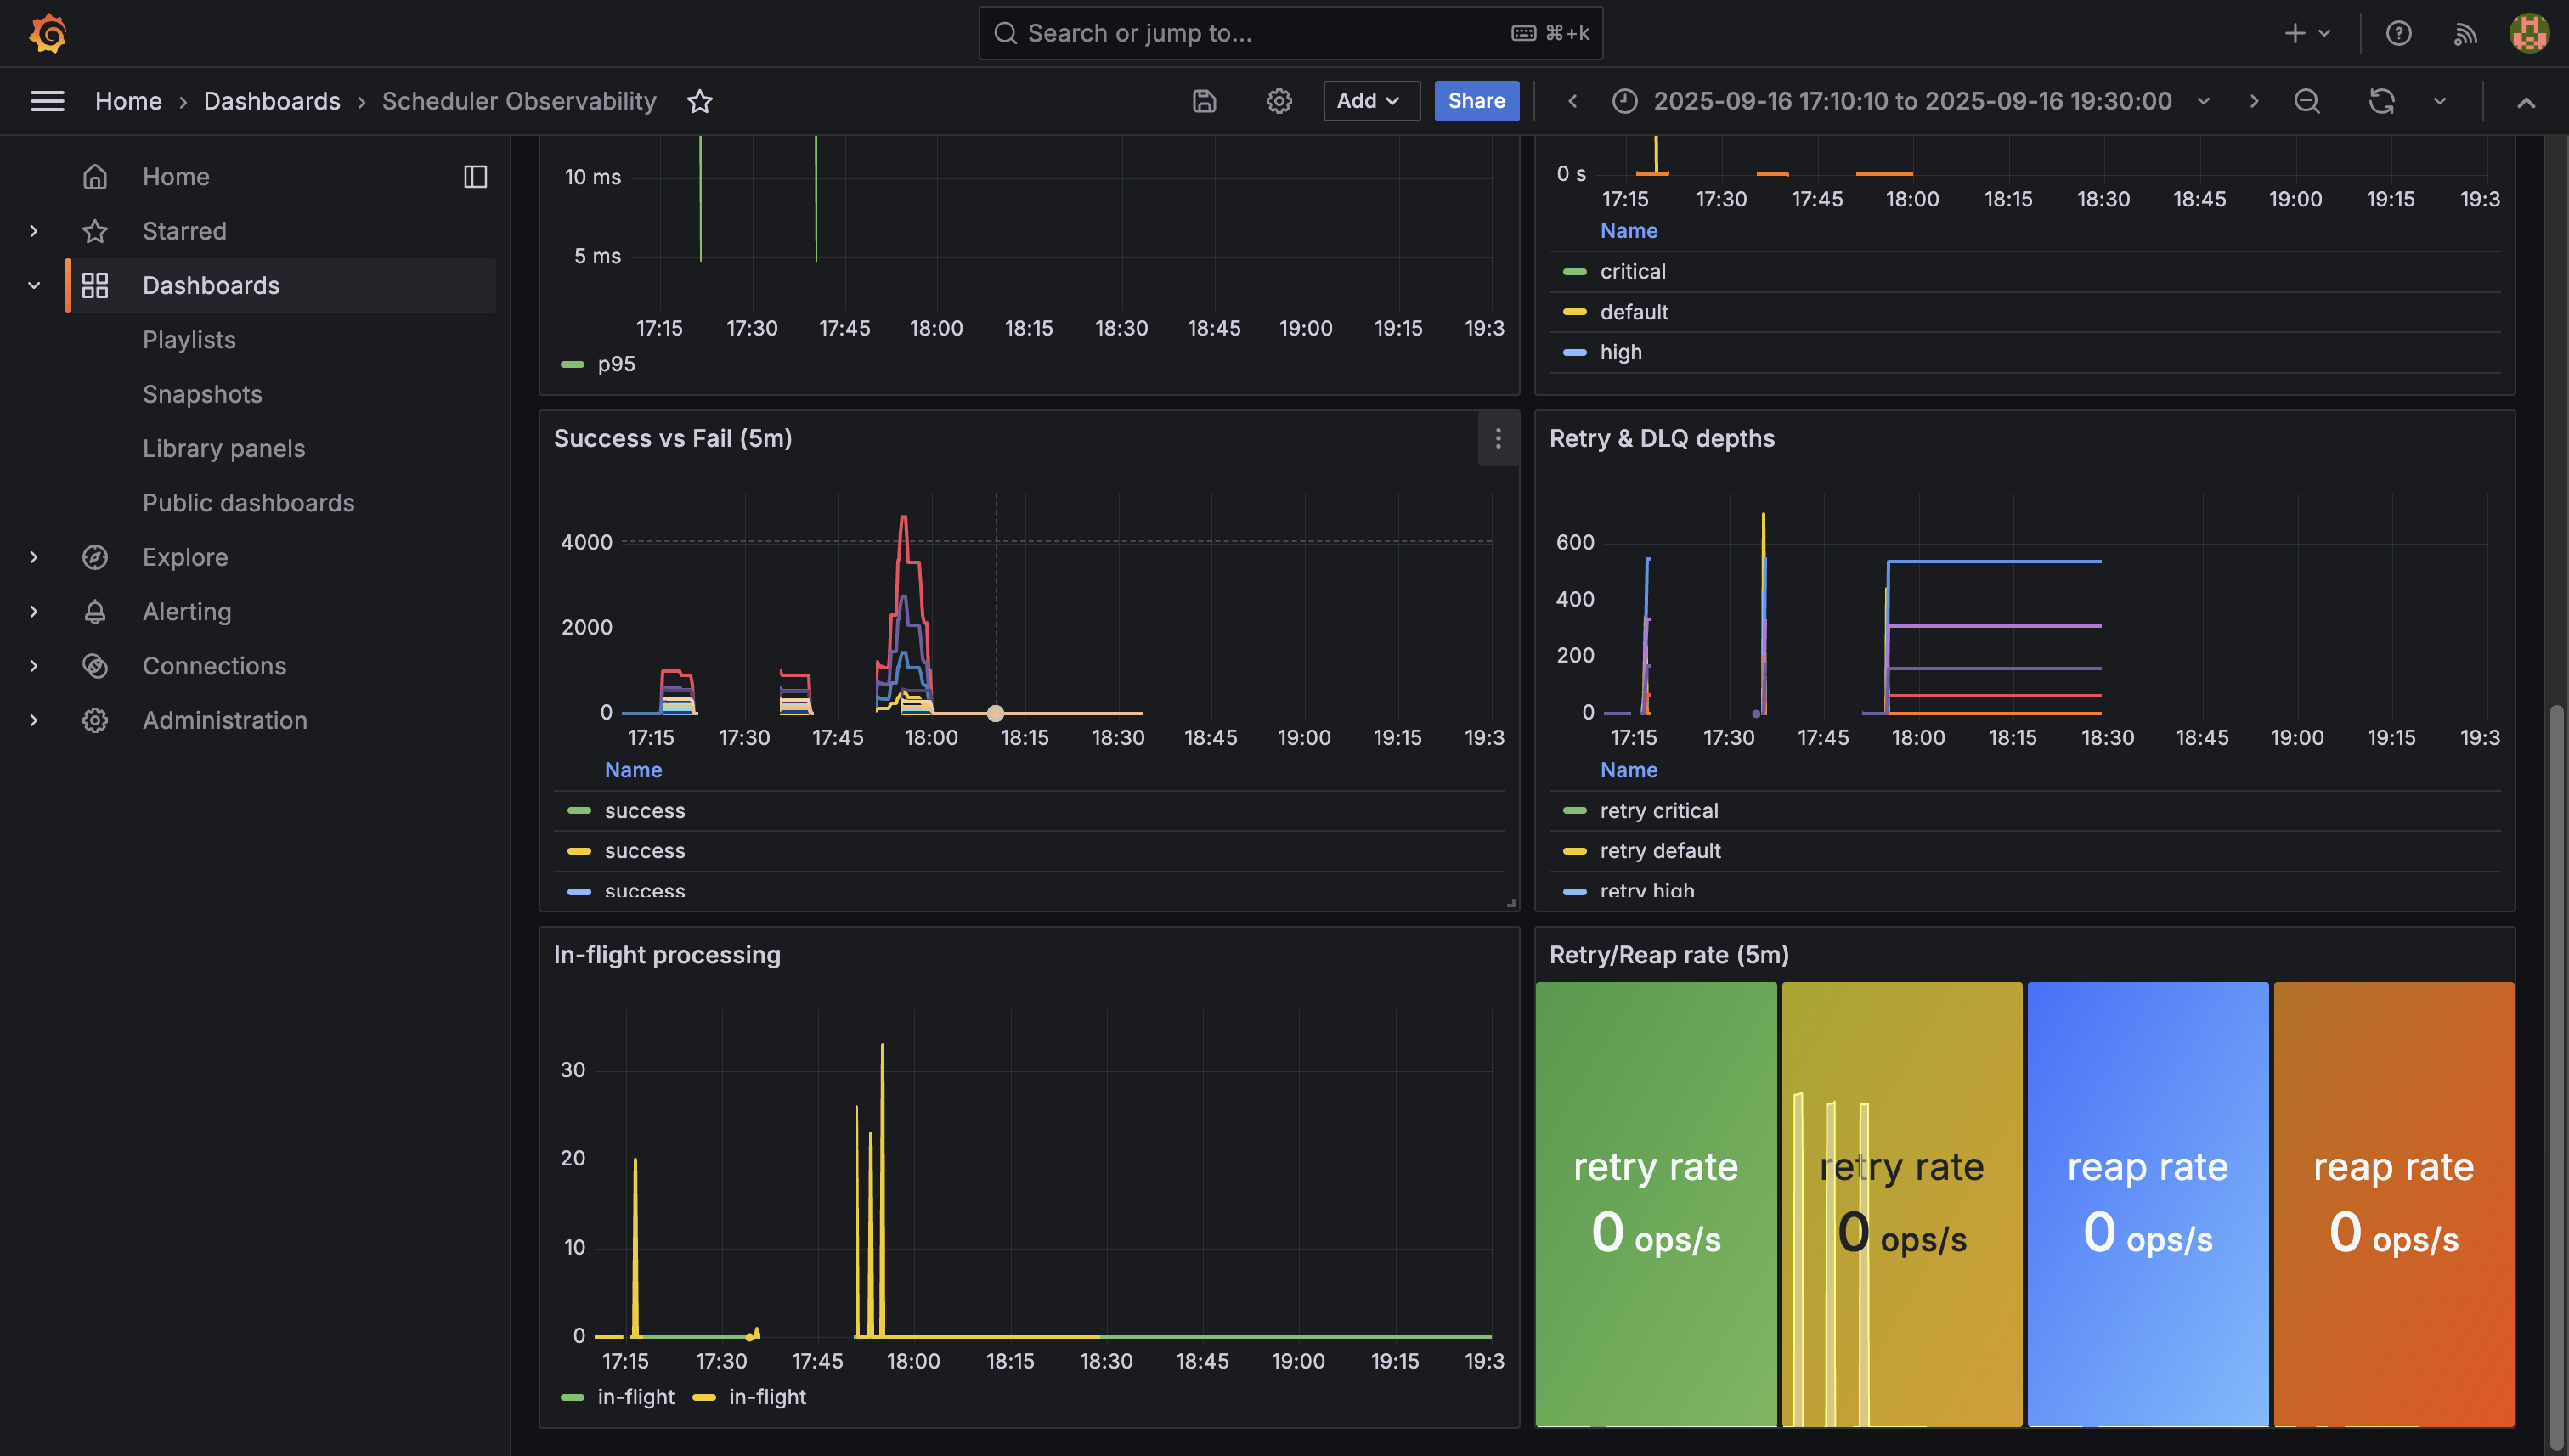 Search or jump to...
⌘+k
Home
Dashboards
Scheduler Observability
Add
Share
2025-09-16 17:10:10 to 2025-09-16 19:30:00
Home
Starred
Dashboards
Playlists
Snapshots
Library panels
Public dashboards
Explore
Alerting
Connections
Administration
10 ms
5 ms
17:15 17:30 17:45 18:00 18:15 18:30 18:45 19:00 19:15 19:3
p95
0 s
17:15 17:30 17:45 18:00 18:15 18:30 18:45 19:00 19:15 19:3
Name
critical
default
high
Success vs Fail (5m)
4000
2000
0
17:15 17:30 17:45 18:00 18:15 18:30 18:45 19:00 19:15 19:3
Name
success
success
success
Retry & DLQ depths
600
400
200
0
17:15 17:30 17:45 18:00 18:15 18:30 18:45 19:00 19:15 19:3
Name
retry critical
retry default
retry high
In-flight processing
30
20
10
0
17:15 17:30 17:45 18:00 18:15 18:30 18:45 19:00 19:15 19:3
in-flight in-flight
Retry/Reap rate (5m)
retry rate
0 ops/s
retry rate
0 ops/s
reap rate
0 ops/s
reap rate
0 ops/s